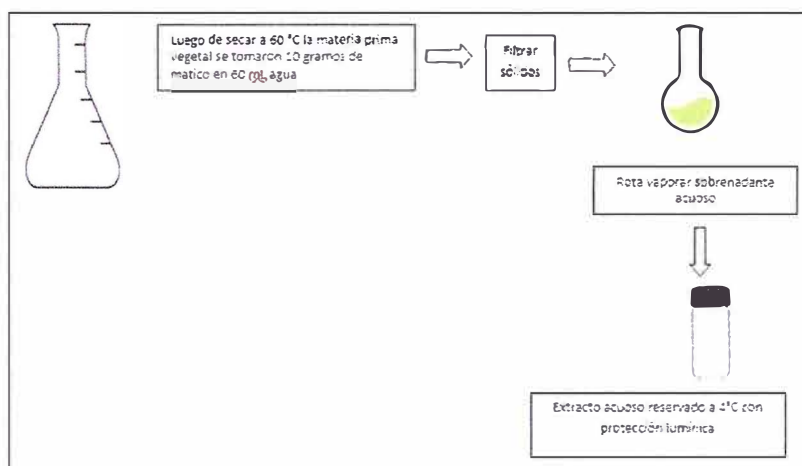 Luego de secar a 60 °C la materia prima
vegetal se tomaron 10 gramos de
matico en 60 mL agua
Filtrar
sólidos
Rota vaporar sobrenadante
acuoso
Extracto acuoso reservado a 4°C con
protección lumínica